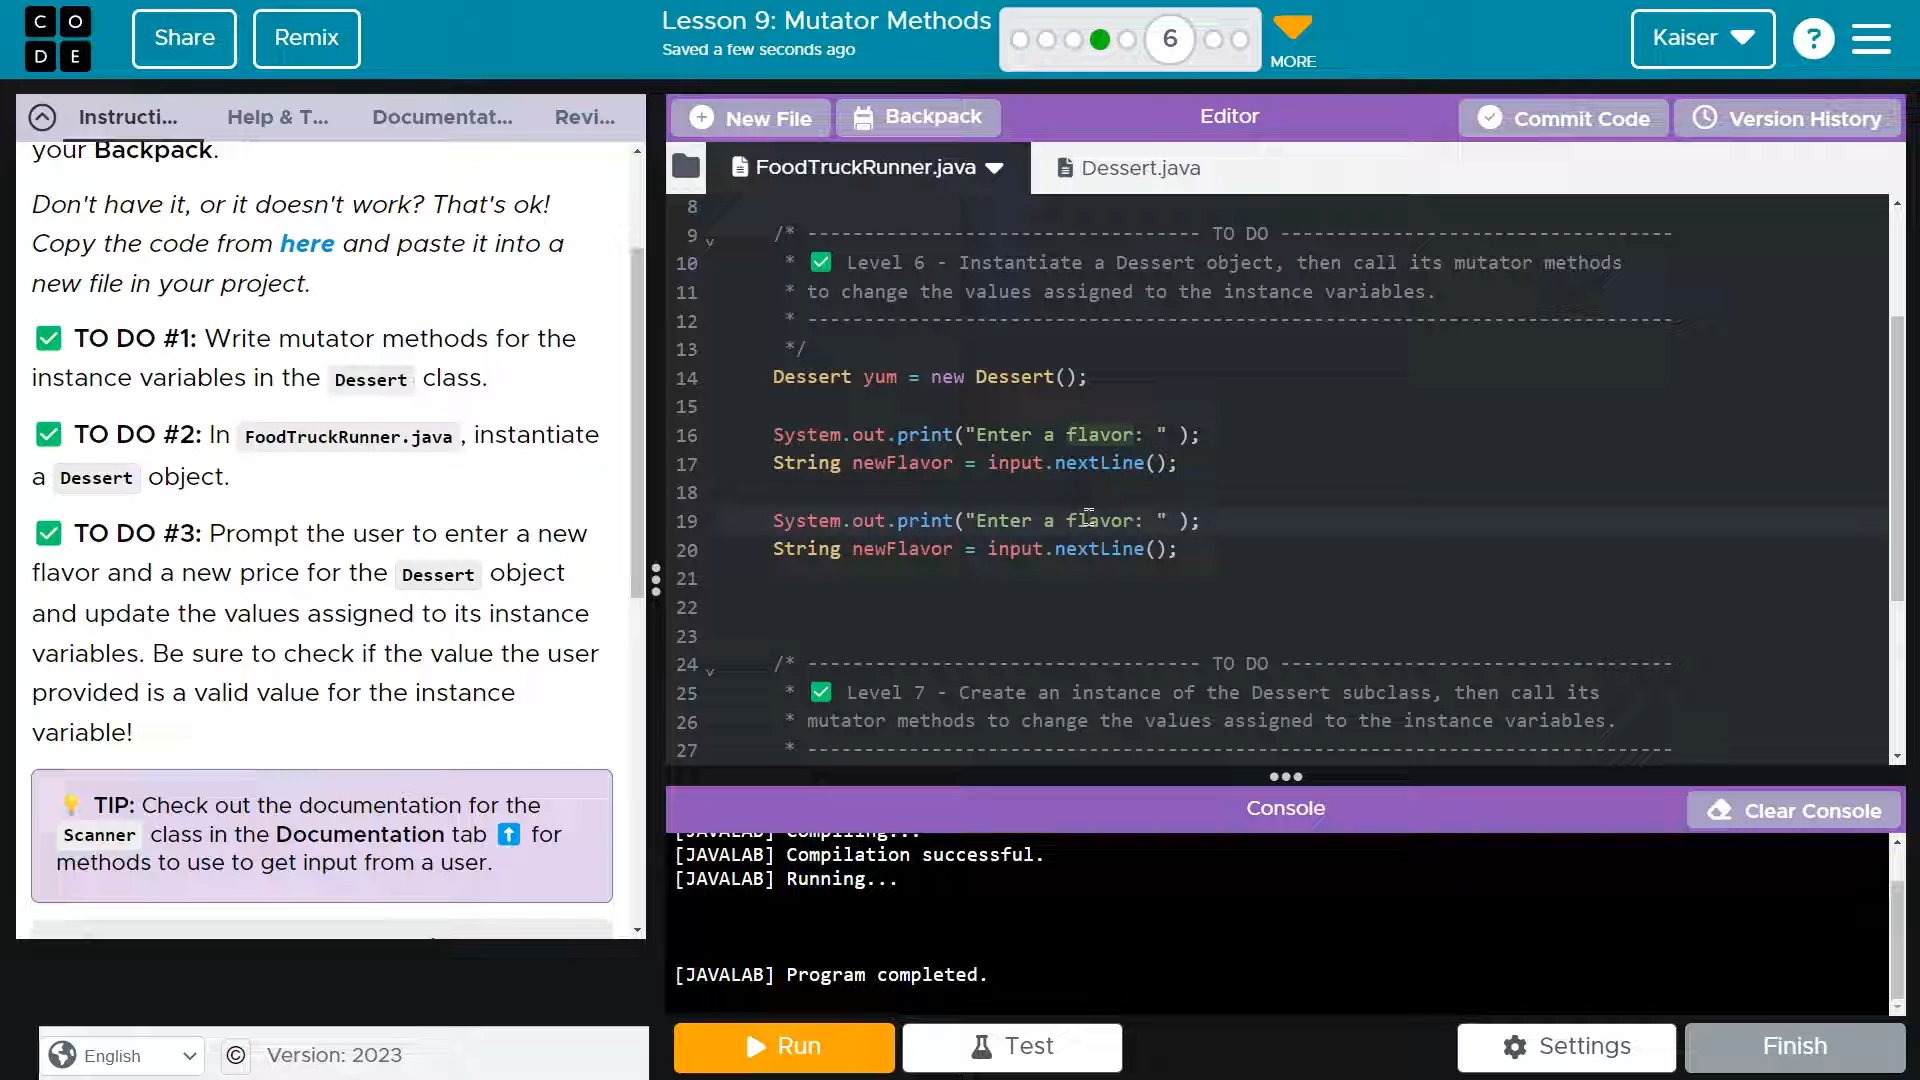 C O
D E
Share
Remix
Lesson 9: Mutator Methods
Saved a few seconds ago
6
MORE
Kaiser
?
Instructi...
Help & T...
Documentat...
Revi...
your Backpack.
Don't have it, or it doesn't work? That's ok!
Copy the code from here and paste it into a
new file in your project.
✅ TO DO #1: Write mutator methods for the
instance variables in the Dessert class.
✅ TO DO #2: In FoodTruckRunner.java, instantiate
a Dessert object.
✅ TO DO #3: Prompt the user to enter a new
flavor and a new price for the Dessert object
and update the values assigned to its instance
variables. Be sure to check if the value the user
provided is a valid value for the instance
variable!
💡 TIP: Check out the documentation for the
Scanner class in the Documentation tab ⬆ for
methods to use to get input from a user.
English
© Version: 2023
New File
Backpack
Editor
Commit Code
Version History
FoodTruckRunner.java
Dessert.java
8
9 /* ----------------------------------- TO DO -----------------------------------
10 * ✅ Level 6 - Instantiate a Dessert object, then call its mutator methods
11 * to change the values assigned to the instance variables.
12 * -----------------------------------------------------------------------------
13 */
14 Dessert yum = new Dessert();
15
16 System.out.print("Enter a flavor: " );
17 String newFlavor = input.nextLine();
18
19 System.out.print("Enter a flavor: " );
20 String newFlavor = input.nextLine();
21
22
23
24 /* ----------------------------------- TO DO -----------------------------------
25 * ✅ Level 7 - Create an instance of the Dessert subclass, then call its
26 * mutator methods to change the values assigned to the instance variables.
27 * -----------------------------------------------------------------------------
Console
Clear Console
[JAVALAB] Compiling...
[JAVALAB] Compilation successful.
[JAVALAB] Running...
[JAVALAB] Program completed.
Run
Test
Settings
Finish